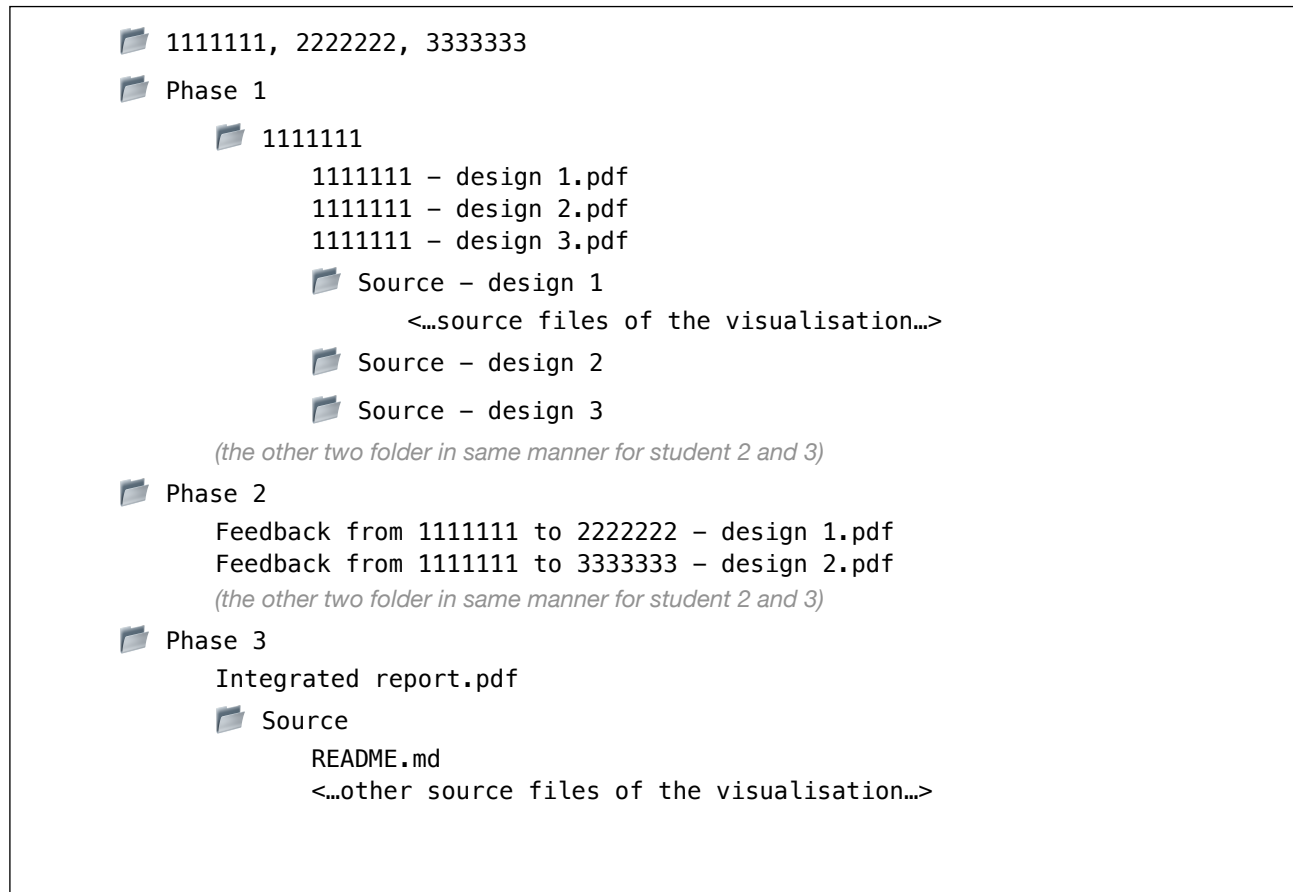 1111111, 2222222, 3333333
Phase 1
1111111
1111111 – design 1.pdf
1111111 – design 2.pdf
1111111 – design 3.pdf
Source – design 1
<…source files of the visualisation…>
Source – design 2
Source – design 3
(the other two folder in same manner for student 2 and 3)
Phase 2
Feedback from 1111111 to 2222222 – design 1.pdf
Feedback from 1111111 to 3333333 – design 2.pdf
(the other two folder in same manner for student 2 and 3)
Phase 3
Integrated report.pdf
Source
README.md
<…other source files of the visualisation…>